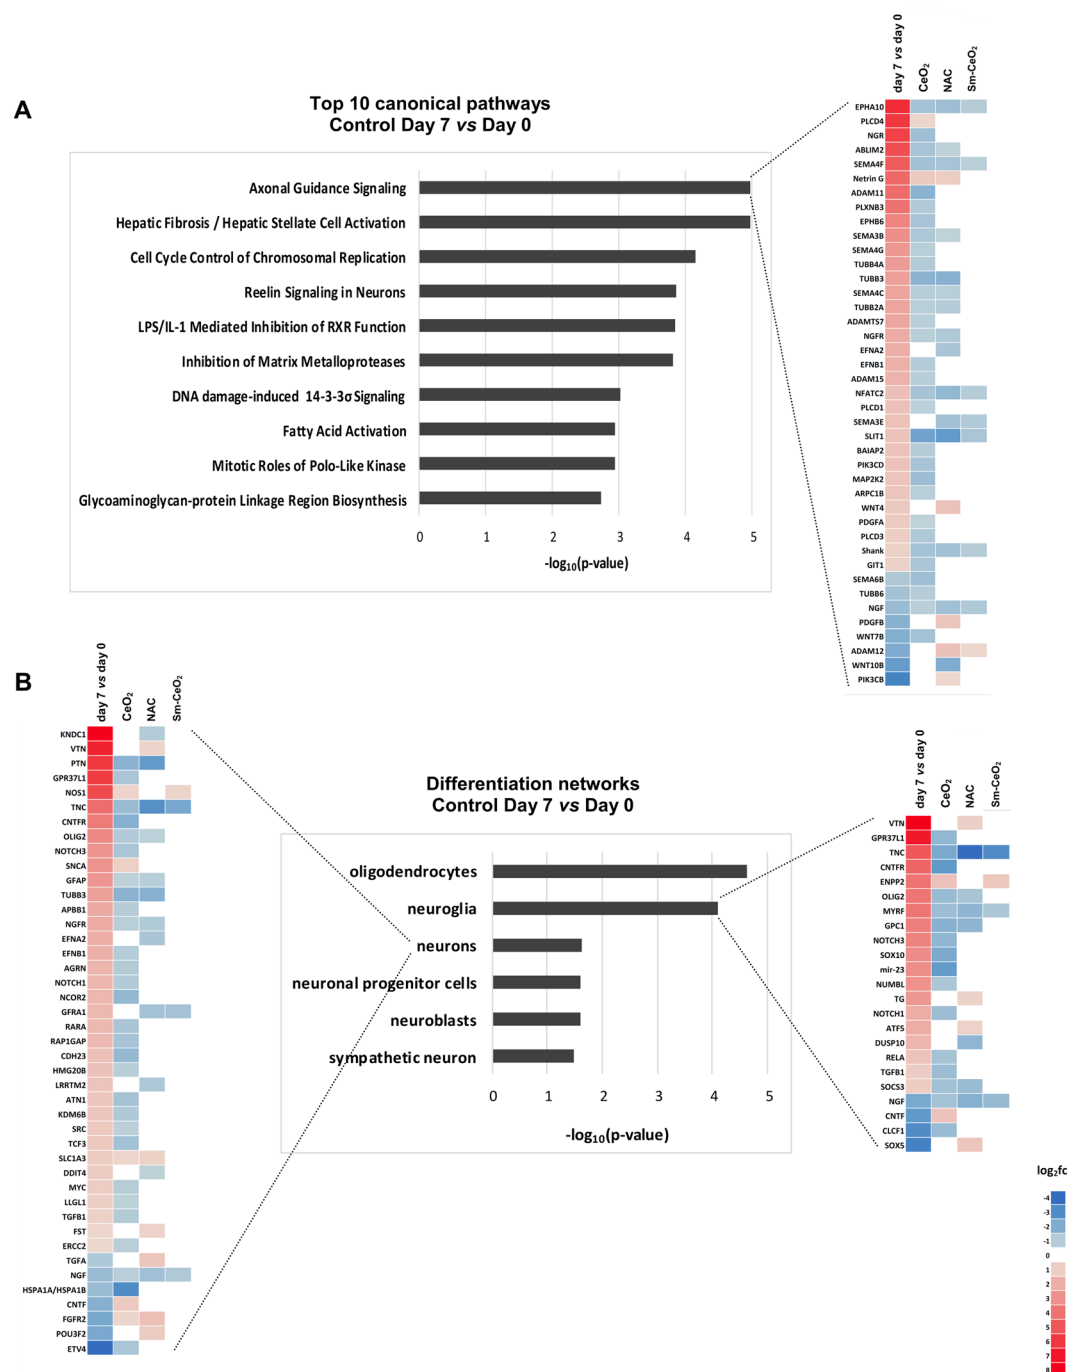 A
Top 10 canonical pathways
Control Day 7 vs Day 0
Axonal Guidance Signaling
Hepatic Fibrosis / Hepatic Stellate Cell Activation
Cell Cycle Control of Chromosomal Replication
Reelin Signaling in Neurons
LPS/IL-1 Mediated Inhibition of RXR Function
Inhibition of Matrix Metalloproteases
DNA damage-induced 14-3-3σ Signaling
Fatty Acid Activation
Mitotic Roles of Polo-Like Kinase
Glycoaminoglycan-protein Linkage Region Biosynthesis
0 1 2 3 4 5
-log10(p-value)
day 7 vs day 0
CeO2
NAC
Sm-CeO2
EPHA10
PLCD4
NGR
ABLIM2
SEMA4F
Netrin G
ADAM11
PLXNB3
EPHB6
SEMA3B
SEMA4G
TUBB4A
TUBB3
SEMA4C
TUBB2A
ADAMTS7
NGFR
EFNA2
EFNB1
ADAM15
NFATC2
PLCD1
SEMA3E
SLIT1
BAIAP2
PIK3CD
MAP2K2
ARPC1B
WNT4
PDGFA
PLCD3
Shank
GIT1
SEMA6B
TUBB6
NGF
PDGFB
WNT7B
ADAM12
WNT10B
PIK3CB
B
day 7 vs day 0
CeO2
NAC
Sm-CeO2
KNDC1
VTN
PTN
GPR37L1
NOS1
TNC
CNTFR
OLIG2
NOTCH3
SNCA
GFAP
TUBB3
APBB1
NGFR
EFNA2
EFNB1
AGRN
NOTCH1
NCOR2
GFRA1
RARA
RAP1GAP
CDH23
HMG20B
LRRTM2
ATN1
KDM6B
SRC
TCF3
SLC1A3
DDIT4
MYC
LLGL1
TGFB1
FST
ERCC2
TGFA
NGF
HSPA1A/HSPA1B
CNTF
FGFR2
POU3F2
ETV4
Differentiation networks
Control Day 7 vs Day 0
oligodendrocytes
neuroglia
neurons
neuronal progenitor cells
neuroblasts
sympathetic neuron
0 1 2 3 4 5
-log10(p-value)
day 7 vs day 0
CeO2
NAC
Sm-CeO2
VTN
GPR37L1
TNC
CNTFR
ENPP2
OLIG2
MYRF
GPC1
NOTCH3
SOX10
mir-23
NUMBL
TG
NOTCH1
ATF5
DUSP10
RELA
TGFB1
SOCS3
NGF
CNTF
CLCF1
SOX5
log2fc
-4
-3
-2
-1
0
1
2
3
4
5
6
7
8